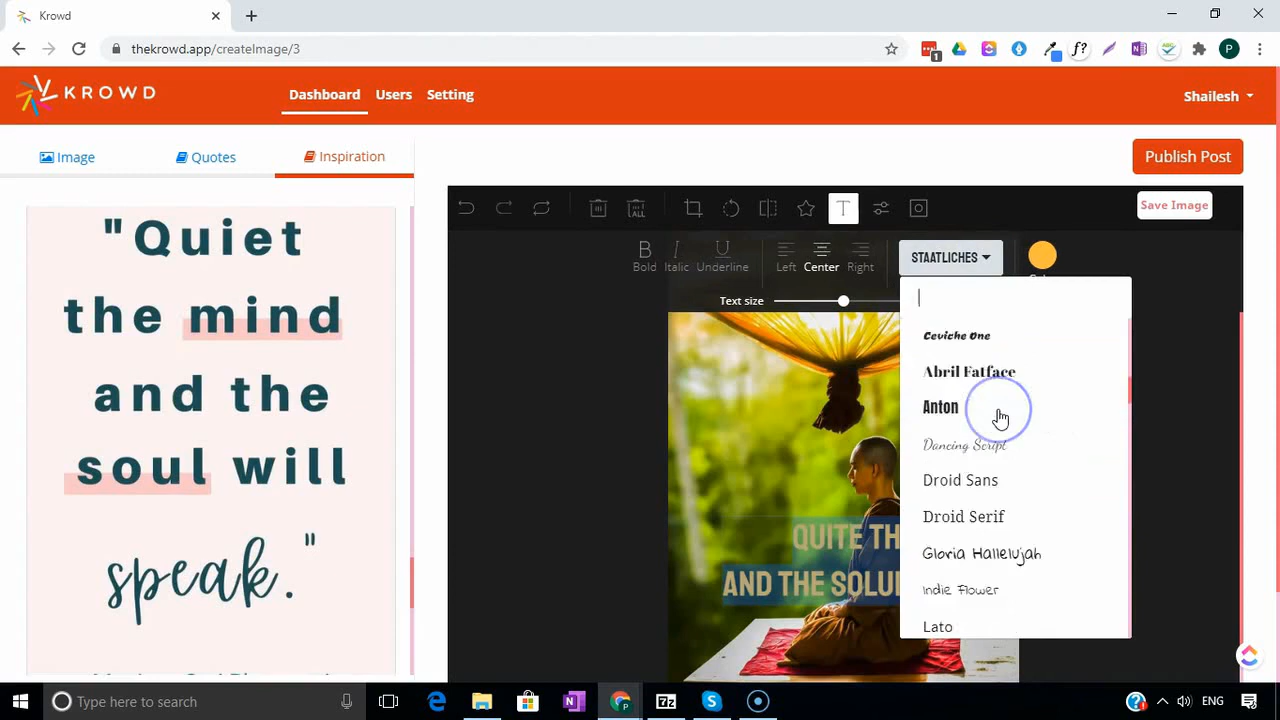 Krowd
thekrowd.app/createImage/3
1
f?
P
KROWD
Dashboard
Users
Setting
Shailesh
Image
Quotes
Inspiration
Publish Post
ALL
T
Save Image
B
I
U
Bold
Italic
Underline
Left
Center
Right
STAATLICHES
Text size
Ceviche One
Abril Fatface
Anton
Dancing Script
Droid Sans
Droid Serif
Gloria Hallelujah
Indie Flower
Lato
"Quiet
the mind
and the
soul will
speak."
QUITE TH
AND THE SOLU
Type here to search
ENG